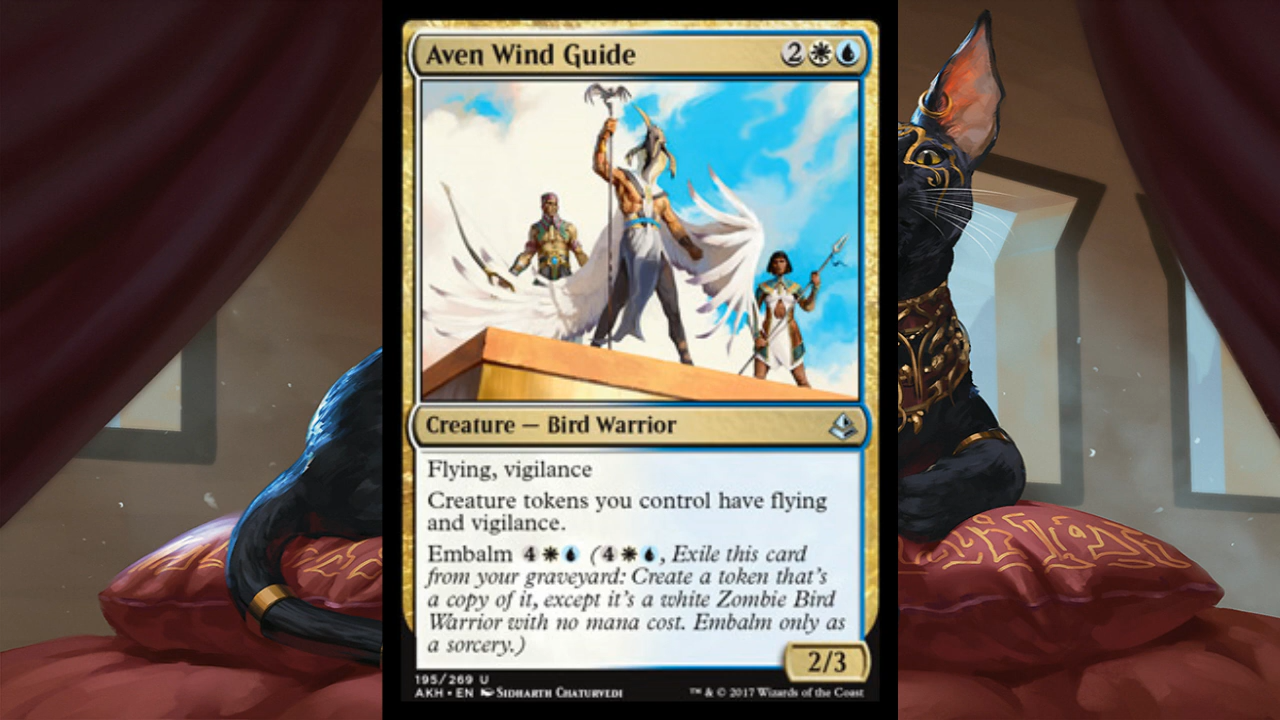 Aven Wind Guide 2
Creature — Bird Warrior
Flying, vigilance
Creature tokens you control have flying
and vigilance.
Embalm 4 (4, Exile this card
from your graveyard: Create a token that's
a copy of it, except it's a white Zombie Bird
Warrior with no mana cost. Embalm only as
a sorcery.)
2/3
195/269 U
AKH • EN Sidharth Chaturvedi ™ & © 2017 Wizards of the Coast